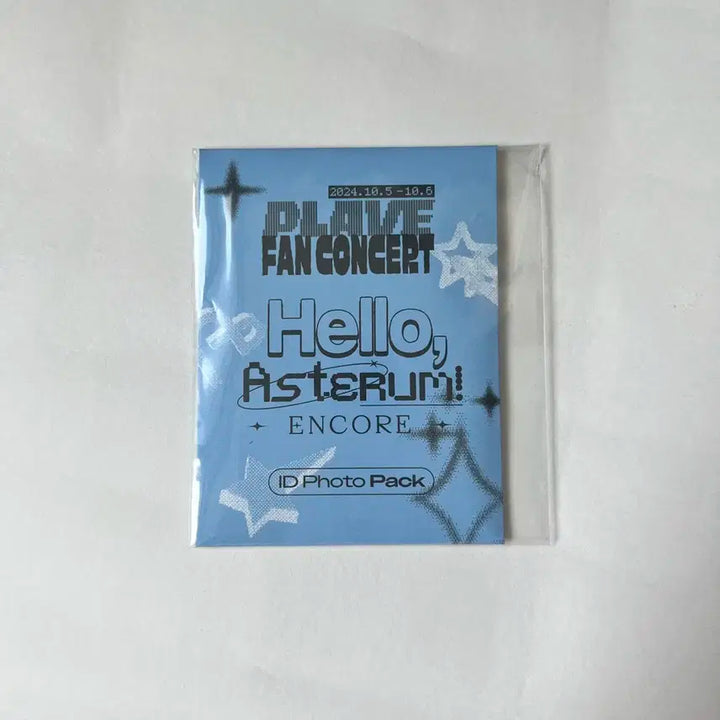 2024.10.5 -10.6
PLAVE
FAN CONCERT
Hello,
Asterum!
ENCORE
ID Photo Pack